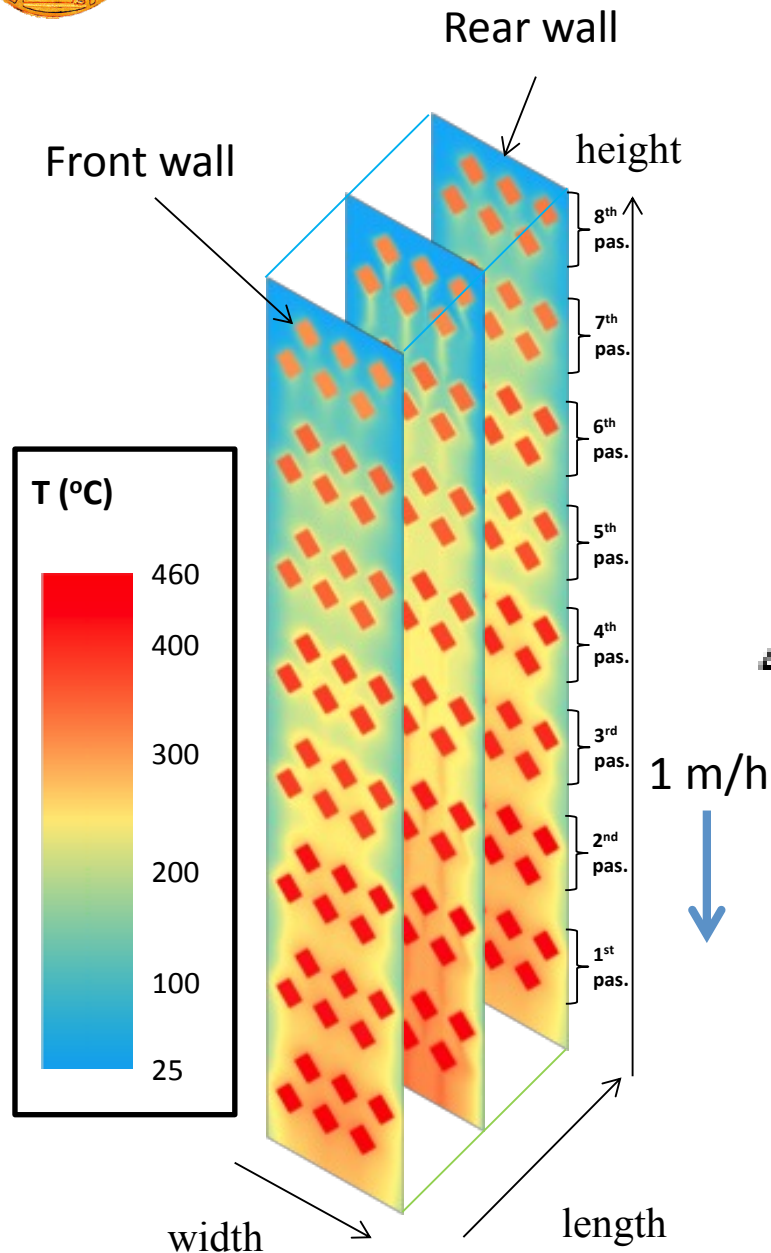 Rear wall
Front wall
height
8th
pas.
7th
pas.
6th
pas.
5th
pas.
4th
pas.
3rd
pas.
2nd
pas.
1st
pas.
1 m/h
T (ºC)
460
400
300
200
100
25
width
length